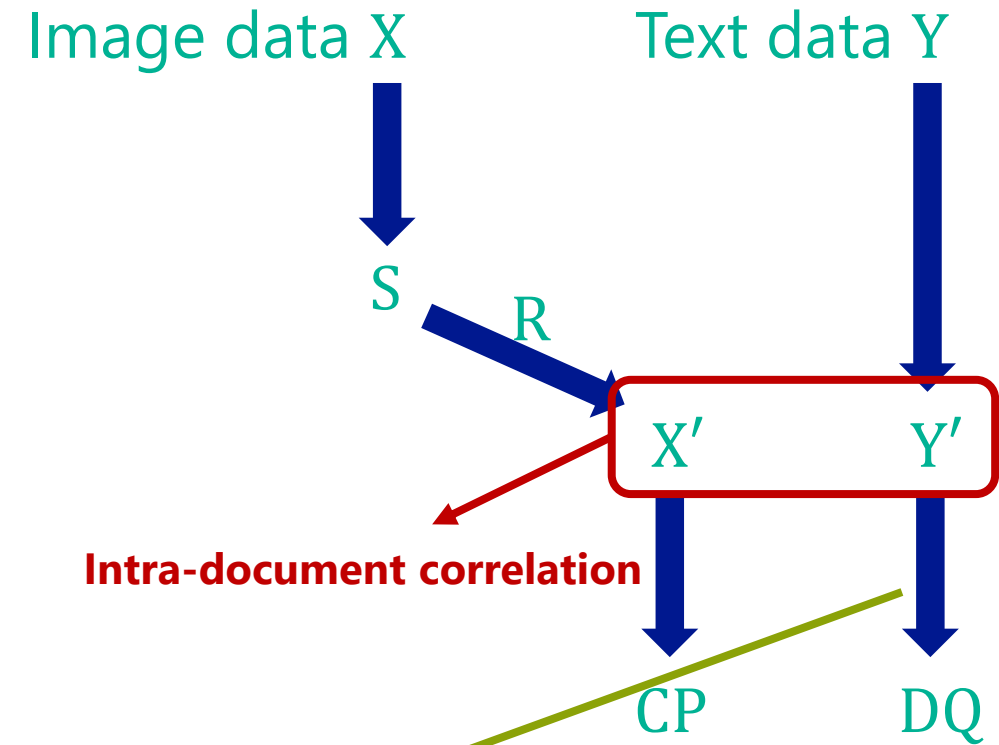 Image data X
Text data Y
S
R
X′
Y′
Intra-document correlation
CP
DQ